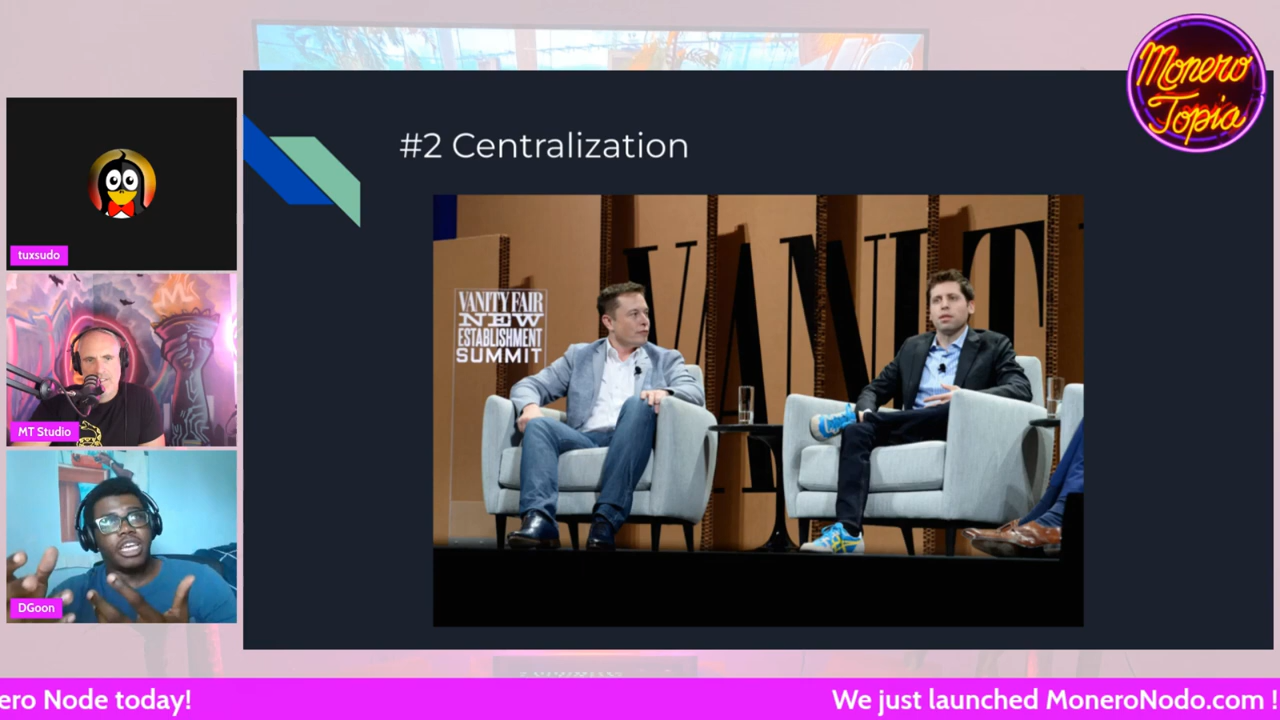 Monero
Topia
#2 Centralization
tuxsudo
MT Studio
DGoon
VANITY FAIR
NEW
ESTABLISHMENT
SUMMIT
VANIT
ero Node today!
We just launched MoneroNodo.com !